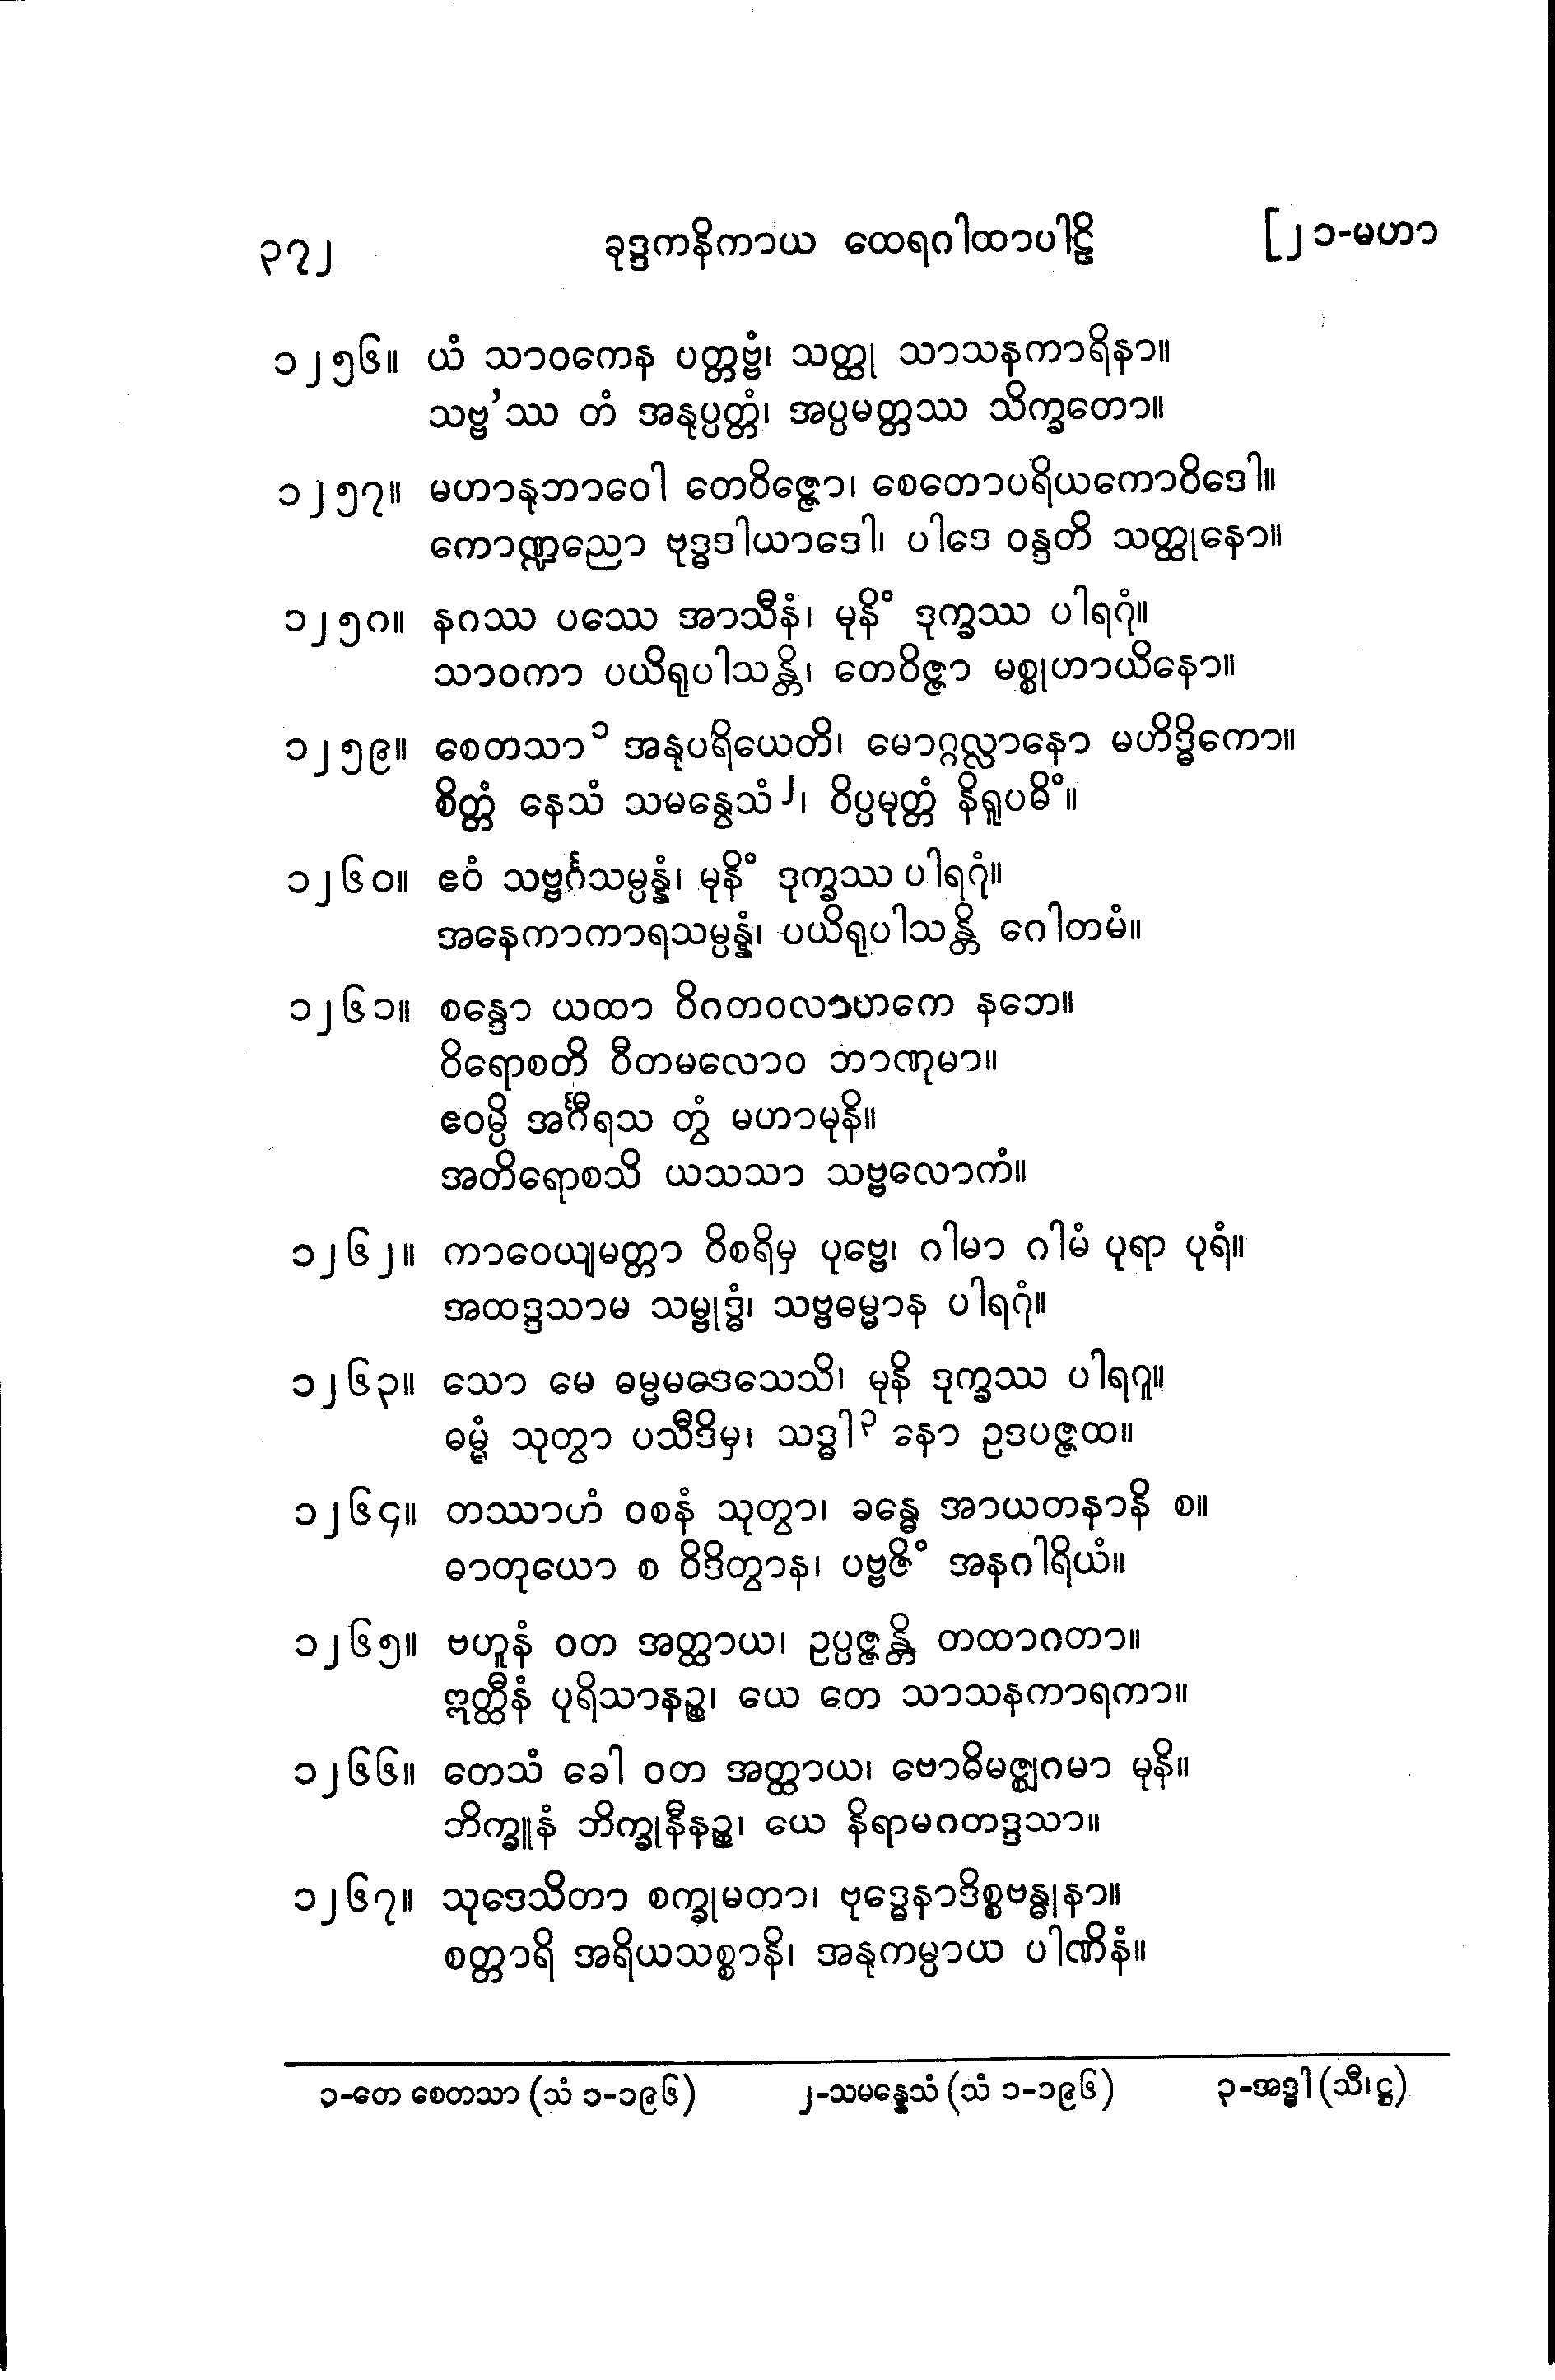 ၃၇၂ ခုဒ္ဒကနိကာယ ထေရဂါထာပါဠိ [၂၁-မဟာ
၁၂၅၆။ ယံ သာဝကေန ပတ္တဗ္ဗံ၊ သတ္ထု သာသနကာရိနာ။
သဗ္ဗ’ဿ တံ အနုပ္ပတ္တံ၊ အပ္ပမတ္တဿ သိက္ခတော။
၁၂၅၇။ မဟာနုဘာဝေါ တေဝိဇ္ဇော၊ စေတောပရိယကောဝိဒေါ။
ကောဏ္ဍညော ဗုဒ္ဓဒါယာဒေါ၊ ပါဒေ ဝန္ဒတိ သတ္ထုနော။
၁၂၅၈။ နဂဿ ပဿေ အာသီနံ၊ မုနိံ ဒုက္ခဿ ပါရဂုံ။
သာဝကာ ပယိရုပါသန္တိ၊ တေဝိဇ္ဇာ မစ္စုဟာယိနော။
၁၂၅၉။ စေတသာ၁ အနုပရိယေတိ၊ မောဂ္ဂလ္လာနော မဟိဒ္ဓိကော။
စိတ္တံ နေသံ သမနွေသံ၂၊ ဝိပ္ပမုတ္တံ နိရူပဓိံ။
၁၂၆၀။ ဧဝံ သဗ္ဗင်္ဂသမ္ပန္နံ၊ မုနိံ ဒုက္ခဿ ပါရဂုံ။
အနေကာကာရသမ္ပန္နံ၊ ပယိရုပါသန္တိ ဂေါတမံ။
၁၂၆၁။ စန္ဒော ယထာ ဝိဂတဝလာဟကေ နဘေ။
ဝိရောစတိ ဝီတမလောဝ ဘာဏုမာ။
ဧဝမ္ပိ အင်္ဂီရသ တွံ မဟာမုနိ။
အတိရောစသိ ယသသာ သဗ္ဗလောကံ။
၁၂၆၂။ ကာဝေယျမတ္တာ ဝိစရိမှ ပုဗ္ဗေ၊ ဂါမာ ဂါမံ ပုရာ ပုရံ။
အထဒ္ဒသာမ သမ္ဗုဒ္ဓံ၊ သဗ္ဗဓမ္မာန ပါရဂုံ။
၁၂၆၃။ သော မေ ဓမ္မမဒေသေသိ၊ မုနိ ဒုက္ခဿ ပါရဂူ။
ဓမ္မံ သုတွာ ပသီဒိမှ၊ သဒ္ဓါ၃ နော ဥဒပဇ္ဇထ။
၁၂၆၄။ တဿာဟံ ဝစနံ သုတွာ၊ ခန္ဓေ အာယတနာနိ စ။
ဓာတုယော စ ဝိဒိတွာန၊ ပဗ္ဗဇိံ အနဂါရိယံ။
၁၂၆၅။ ဗဟူနံ ဝတ အတ္ထာယ၊ ဥပ္ပဇ္ဇန္တိ တထာဂတာ။
ဣတ္ထီနံ ပုရိသာနဉ္စ၊ ယေ တေ သာသနကာရကာ။
၁၂၆၆။ တေသံ ခေါ ဝတ အတ္ထာယ၊ ဗောဓိမဇ္ဈဂမာ မုနိ။
ဘိက္ခူနံ ဘိက္ခုနီနဉ္စ၊ ယေ နိရာမဂတဒ္ဒသာ။
၁၂၆၇။ သုဒေသိတာ စက္ခုမတာ၊ ဗုဒ္ဓေနာဒိစ္စဗန္ဓုနာ။
စတ္တာရိ အရိယသစ္စာနိ၊ အနုကမ္ပာယ ပါဏိနံ။
၁-တေ စေတသာ (သံ ၁-၁၉၆) ၂-သမန္နေသံ (သံ ၁-၁၉၆) ၃-အဒ္ဓါ (သီ၊ဋ္ဌ)